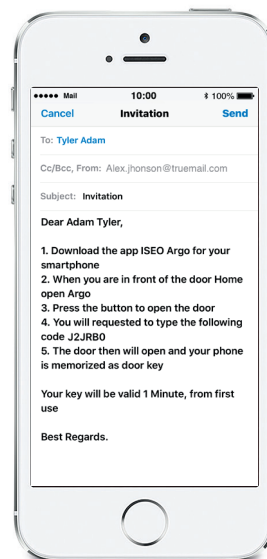 ●●●●● Mail 10:00 100%
Cancel Invitation Send
To: Tyler Adam
Cc/Bcc, From: Alex.jhonson@truemail.com
Subject: Invitation
Dear Adam Tyler,
1. Download the app ISEO Argo for your
smartphone
2. When you are in front of the door Home
open Argo
3. Press the button to open the door
4. You will requested to type the following
code J2JRB0
5. The door then will open and your phone
is memorized as door key
Your key will be valid 1 Minute, from first
use
Best Regards.